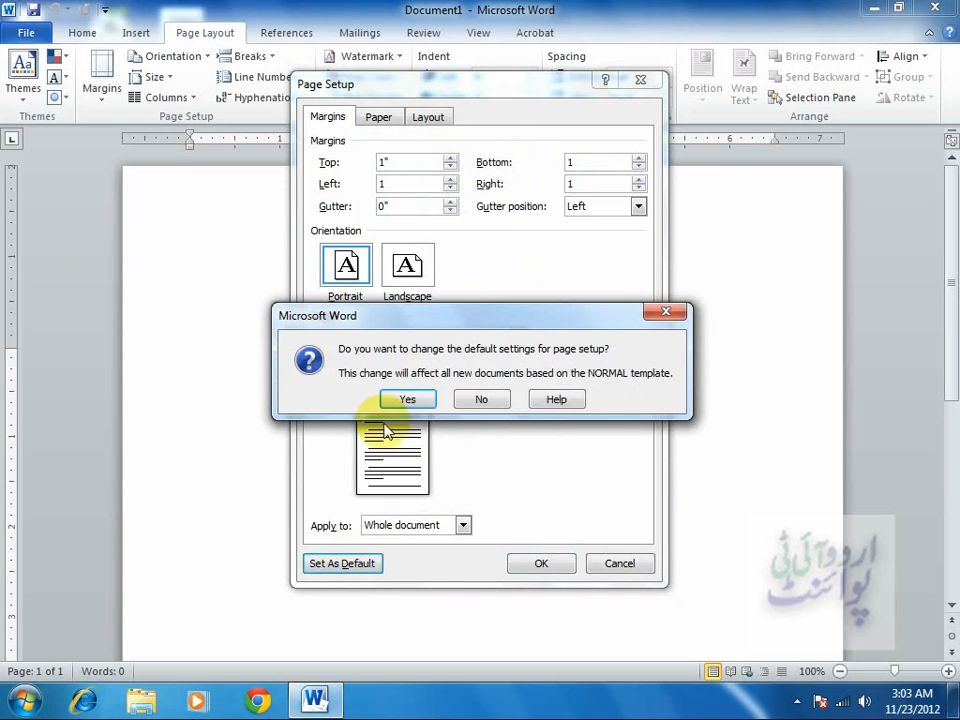 Document1 - Microsoft Word
File Home Insert Page Layout References Mailings Review View Acrobat
Orientation Breaks Watermark Indent Spacing Bring Forward Align
Size Line Numbe Send Backward Group
Themes Margins Columns Hyphenation Position Wrap Text Selection Pane Rotate
Themes Page Setup Arrange
Page Setup
Margins Paper Layout
Margins
Top: 1" Bottom: 1
Left: 1 Right: 1
Gutter: 0" Gutter position: Left
Orientation
Portrait Landscape
Microsoft Word
Do you want to change the default settings for page setup?
This change will affect all new documents based on the NORMAL template.
Yes No Help
Apply to: Whole document
Set As Default OK Cancel
اردو آئی ٹی
پوائنٹ
Page: 1 of 1 Words: 0 100%
3:03 AM
11/23/2012